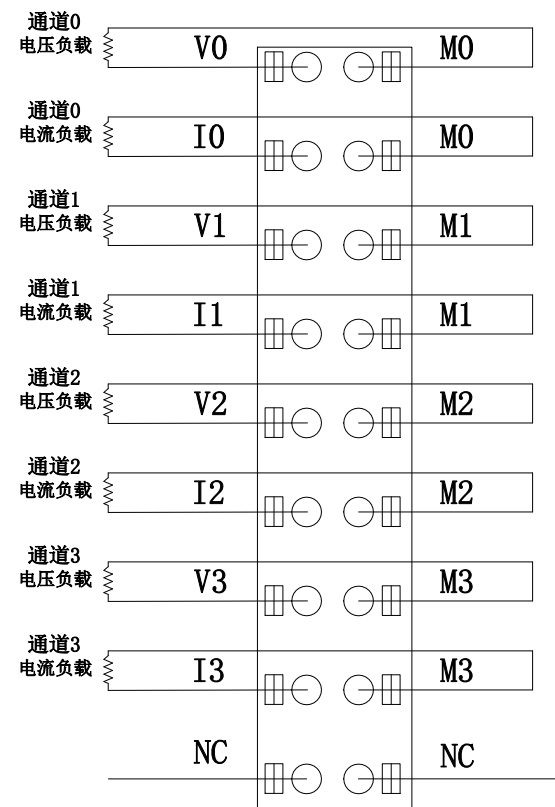 通道0
电压负载
V0
M0
通道0
电流负载
I0
M0
通道1
电压负载
V1
M1
通道1
电流负载
I1
M1
通道2
电压负载
V2
M2
通道2
电流负载
I2
M2
通道3
电压负载
V3
M3
通道3
电流负载
I3
M3
NC
NC